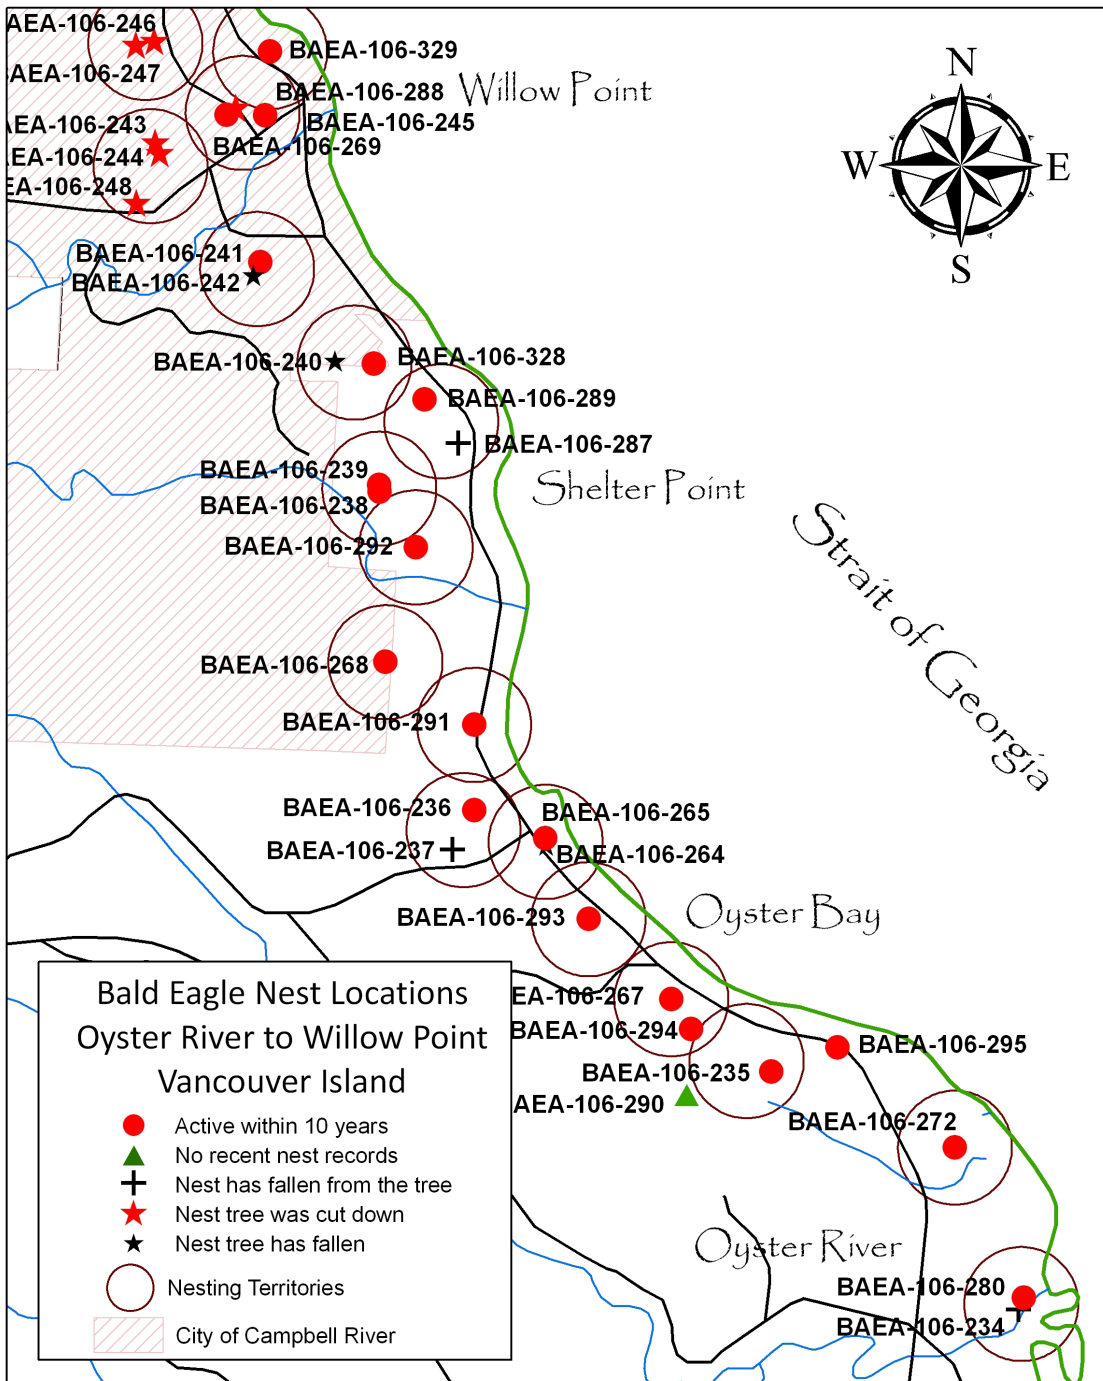 AEA-106-246
BAEA-106-329
BAEA-106-247
BAEA-106-288
Willow Point
AEA-106-243
BAEA-106-245
BAEA-106-269
EA-106-244
EA-106-248
N
W
E
S
BAEA-106-241
BAEA-106-242
BAEA-106-240
BAEA-106-328
BAEA-106-289
BAEA-106-287
BAEA-106-239
Shelter Point
BAEA-106-238
BAEA-106-292
Strait of Georgia
BAEA-106-268
BAEA-106-291
BAEA-106-236
BAEA-106-265
BAEA-106-237
BAEA-106-264
BAEA-106-293
Oyster Bay
EA-106-267
BAEA-106-294
BAEA-106-295
BAEA-106-235
AEA-106-290
BAEA-106-272
Oyster River
BAEA-106-280
BAEA-106-234
Bald Eagle Nest Locations
Oyster River to Willow Point
Vancouver Island
Active within 10 years
No recent nest records
Nest has fallen from the tree
Nest tree was cut down
Nest tree has fallen
Nesting Territories
City of Campbell River